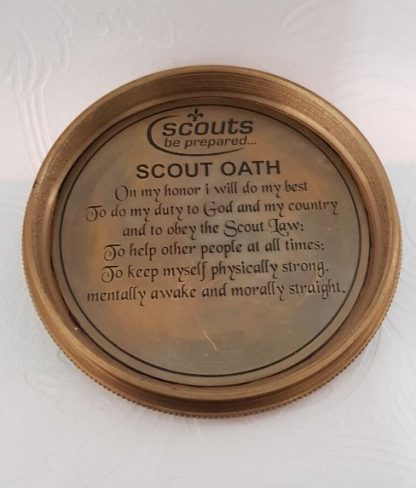 scouts
be prepared...
SCOUT OATH
On my honor i will do my best
To do my duty to God and my country
and to obey the Scout Law;
To help other people at all times;
To keep myself physically strong.
mentally awake and morally straight.